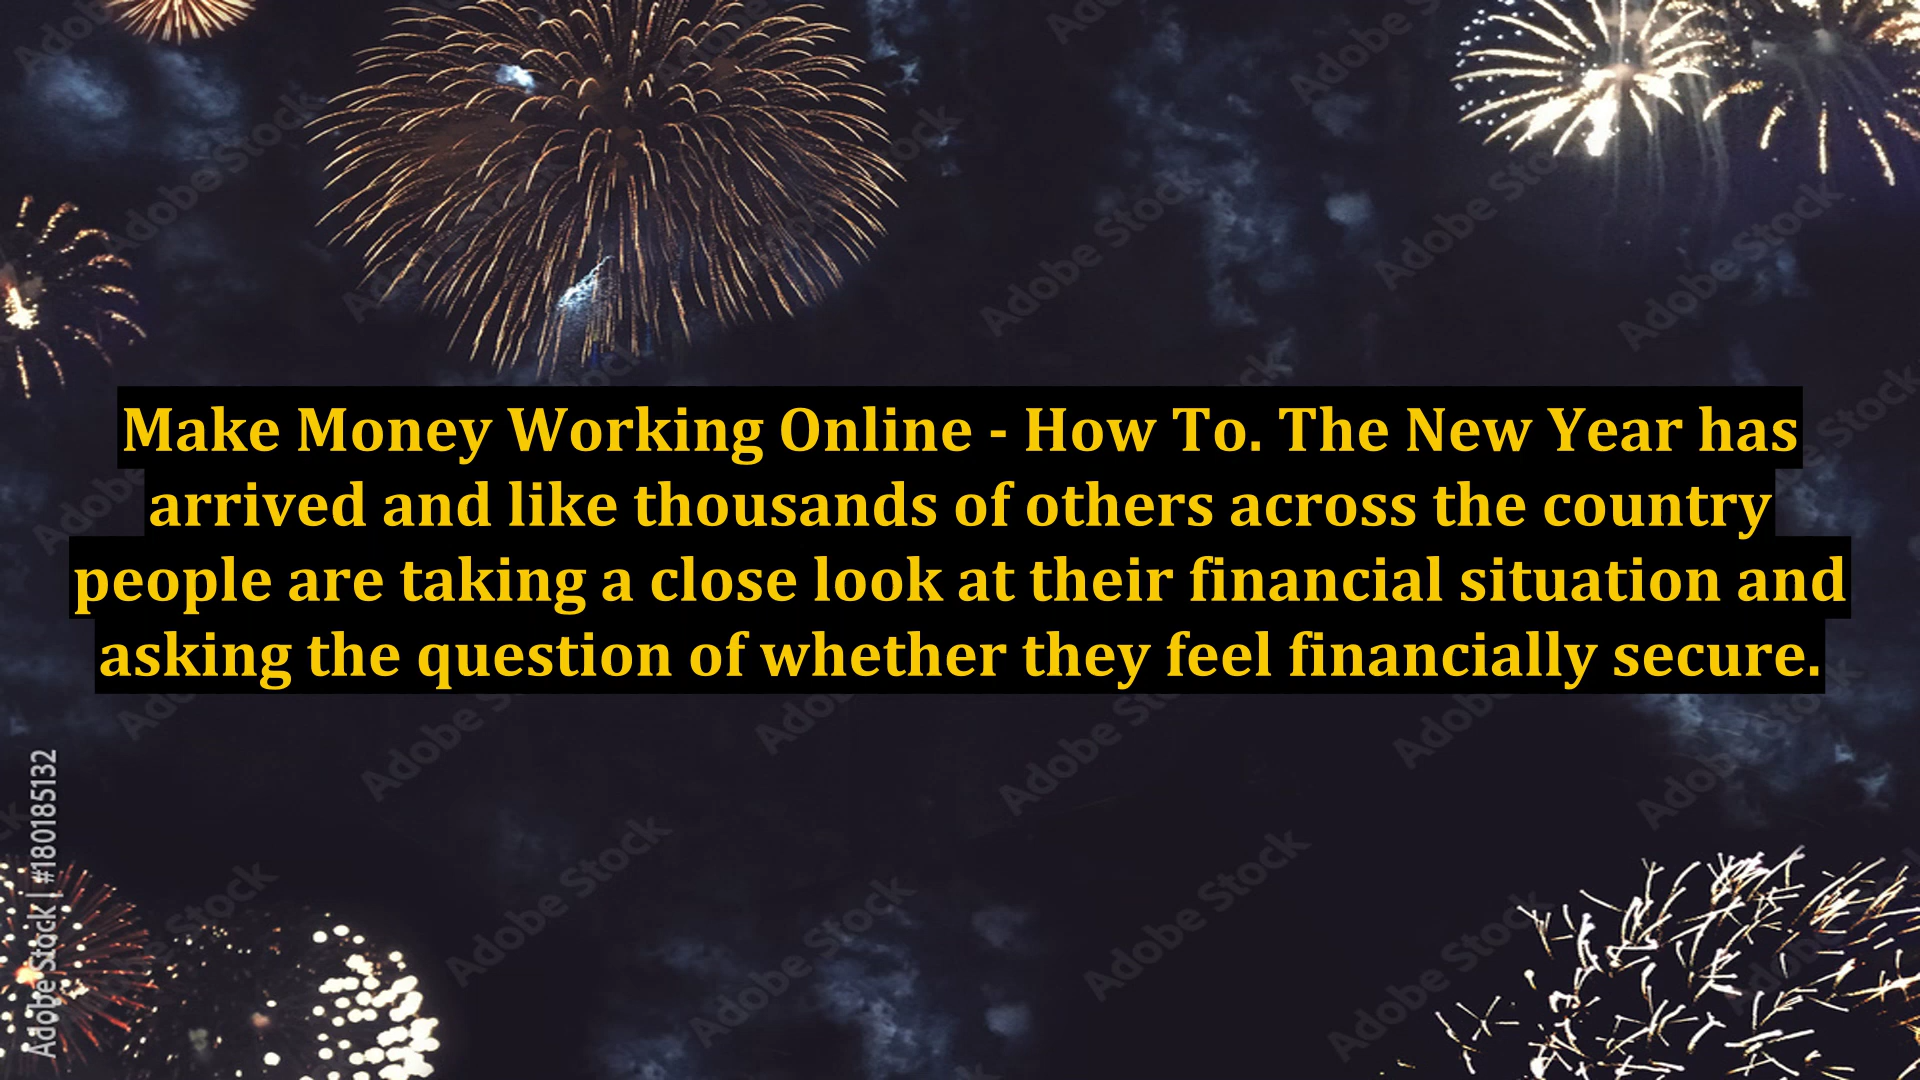 Make Money Working Online - How To. The New Year has
arrived and like thousands of others across the country
people are taking a close look at their financial situation and
asking the question of whether they feel financially secure.
Adobe Stock | #180185132